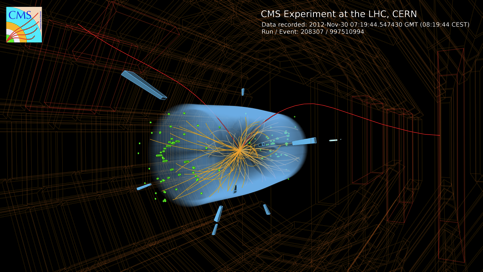 CMS
CMS Experiment at the LHC, CERN
Data recorded: 2012-Nov-30 07:19:44.547430 GMT (08:19:44 CEST)
Run / Event: 208307 / 997510994